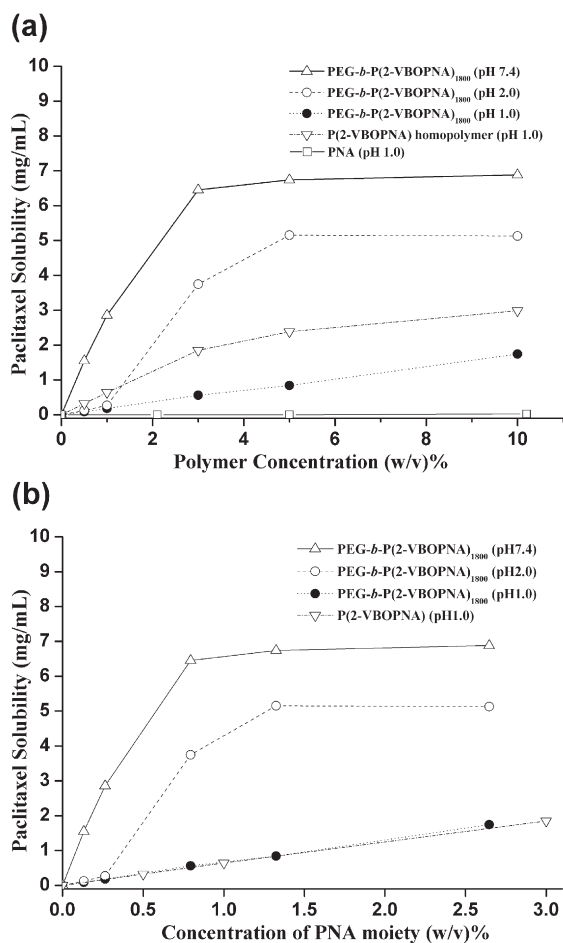 (a)
10
9
8
7
6
5
4
3
2
1
0
Paclitaxel Solubility (mg/mL)
PEG-b-P(2-VBOPNA)1800 (pH 7.4)
PEG-b-P(2-VBOPNA)1800 (pH 2.0)
PEG-b-P(2-VBOPNA)1800 (pH 1.0)
P(2-VBOPNA) homopolymer (pH 1.0)
PNA (pH 1.0)
0 2 4 6 8 10
Polymer Concentration (w/v)%
(b)
10
9
8
7
6
5
4
3
2
1
0
Paclitaxel Solubility (mg/mL)
PEG-b-P(2-VBOPNA)1800 (pH7.4)
PEG-b-P(2-VBOPNA)1800 (pH2.0)
PEG-b-P(2-VBOPNA)1800 (pH1.0)
P(2-VBOPNA) (pH1.0)
0.0 0.5 1.0 1.5 2.0 2.5 3.0
Concentration of PNA moiety (w/v)%